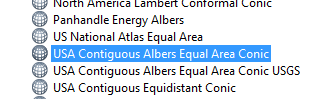 North America Lambert Conformal Conic
Panhandle Energy Albers
US National Atlas Equal Area
USA Contiguous Albers Equal Area Conic
USA Contiguous Albers Equal Area Conic USGS
USA Contiguous Equidistant Conic